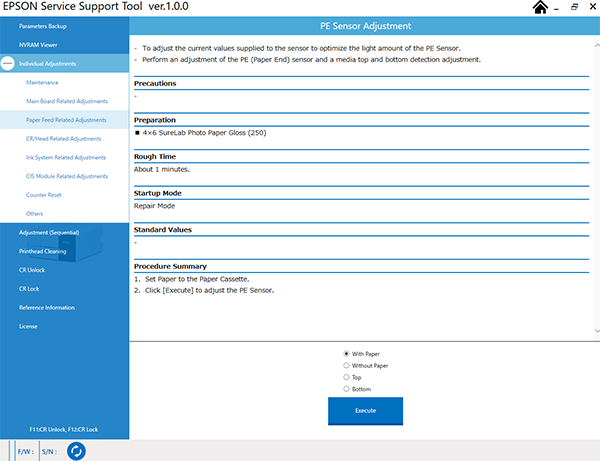 EPSON Service Support Tool ver.1.0.0
Parameters Backup
NVRAM Viewer
Individual Adjustments
Maintenance
Main Board Related Adjustments
Paper Feed Related Adjustments
CR/Head Related Adjustments
Ink System Related Adjustments
CIS Module Related Adjustments
Counter Reset
Others
Adjustment (Sequential)
Printhead Cleaning
CR Unlock
CR Lock
Reference Information
License
F11:CR Unlock, F12:CR Lock
PE Sensor Adjustment
- To adjust the current values supplied to the sensor to optimize the light amount of the PE Sensor.
- Perform an adjustment of the PE (Paper End) sensor and a media top and bottom detection adjustment.
Precautions
-
Preparation
■ 4×6 SureLab Photo Paper Gloss (250)
Rough Time
About 1 minutes.
Startup Mode
Repair Mode
Standard Values
-
Procedure Summary
1. Set Paper to the Paper Cassette.
2. Click [Execute] to adjust the PE Sensor.
With Paper
Without Paper
Top
Bottom
Execute
F/W : S/N :